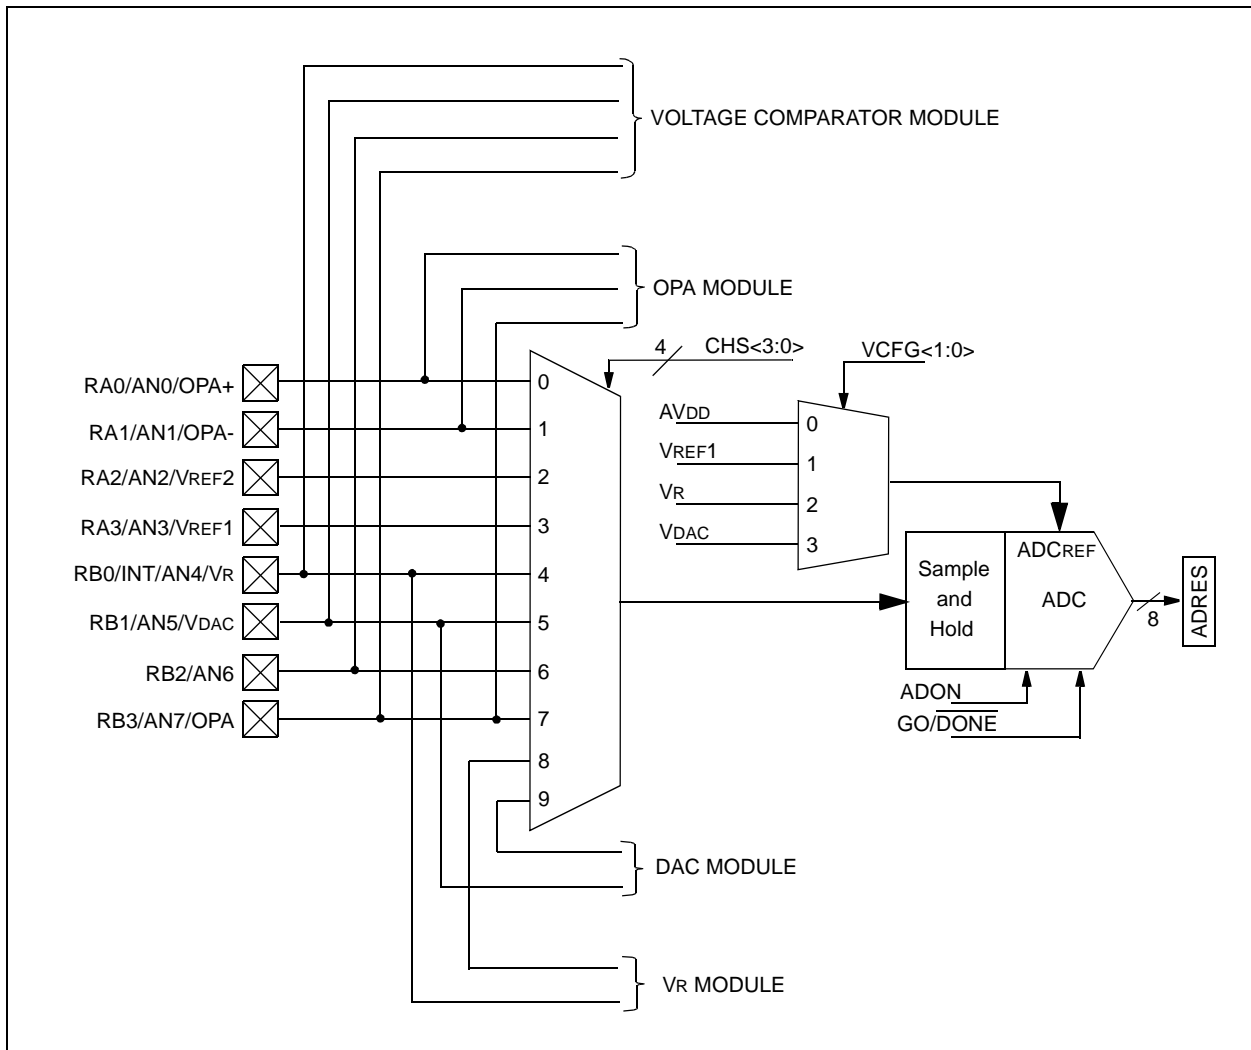 VOLTAGE COMPARATOR MODULE
OPA MODULE
4
CHS<3:0>
VCFG<1:0>
RA0/AN0/OPA+
RA1/AN1/OPA-
RA2/AN2/VREF2
RA3/AN3/VREF1
RB0/INT/AN4/VR
RB1/AN5/VDAC
RB2/AN6
RB3/AN7/OPA
0
1
2
3
4
5
6
7
8
9
AVDD
VREF1
VR
VDAC
0
1
2
3
Sample
and
Hold
ADCREF
ADC
8
ADRES
ADON
GO/DONE
DAC MODULE
VR MODULE